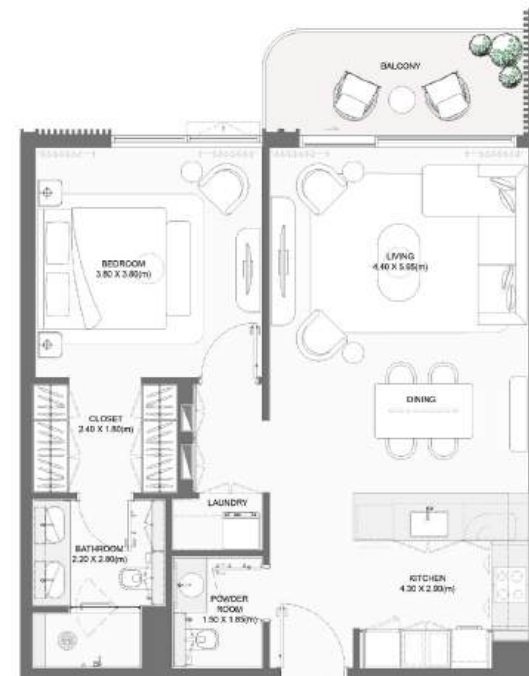 BALCONY
BEDROOM
3.80 X 3.80(m)
LIVING
4.40 X 5.65(m)
CLOSET
2.40 X 1.80(m)
DINING
LAUNDRY
BATHROOM
2.20 X 2.80(m)
POWDER
ROOM
1.50 X 1.85(m)
KITCHEN
4.30 X 2.90(m)